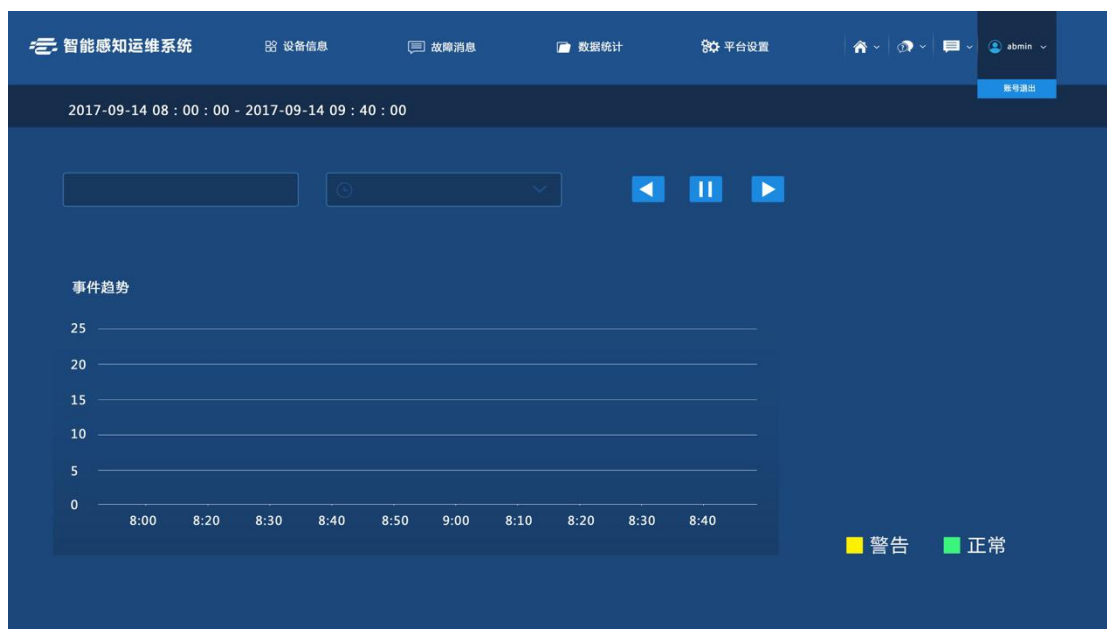 智能感知运维系统 设备信息 故障消息 数据统计 平台设置 abmin
账号退出
2017-09-14 08 : 00 : 00 - 2017-09-14 09 : 40 : 00
事件趋势
25
20
15
10
5
0
8:00 8:20 8:30 8:40 8:50 9:00 8:10 8:20 8:30 8:40
警告 正常